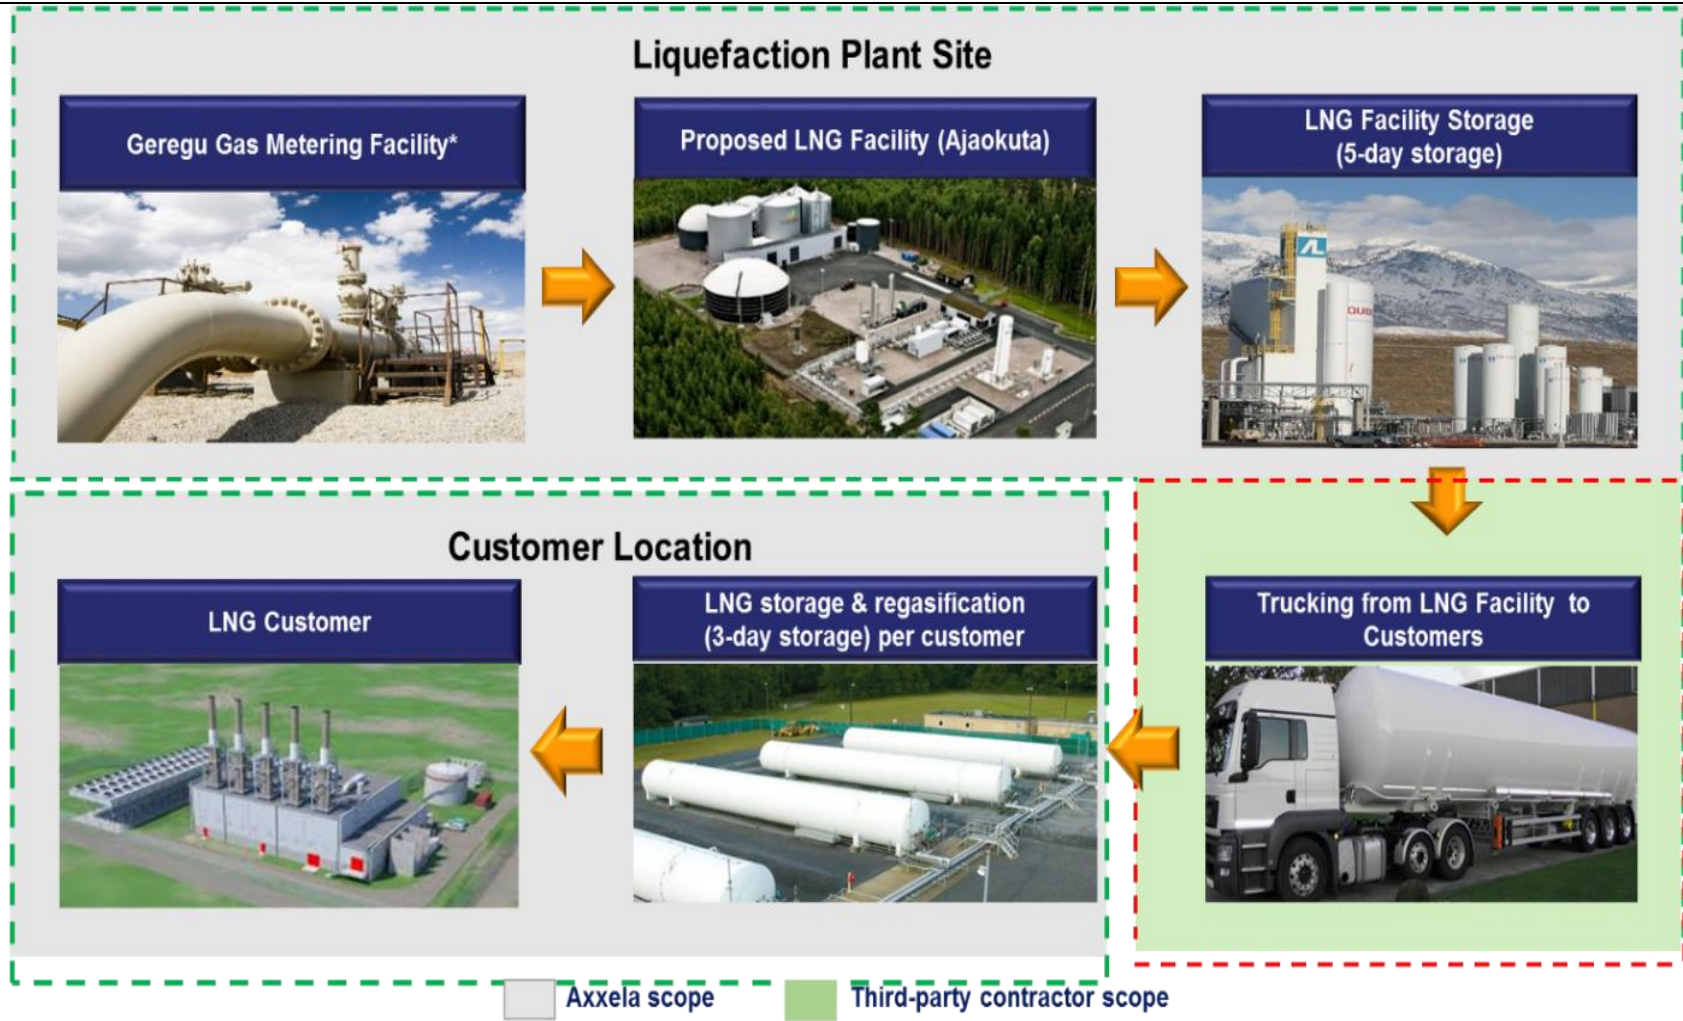 Liquefaction Plant Site
Geregu Gas Metering Facility*
Proposed LNG Facility (Ajaokuta)
LNG Facility Storage
(5-day storage)
AL
Customer Location
LNG Customer
LNG storage & regasification
(3-day storage) per customer
Trucking from LNG Facility to
Customers
Axxela scope
Third-party contractor scope